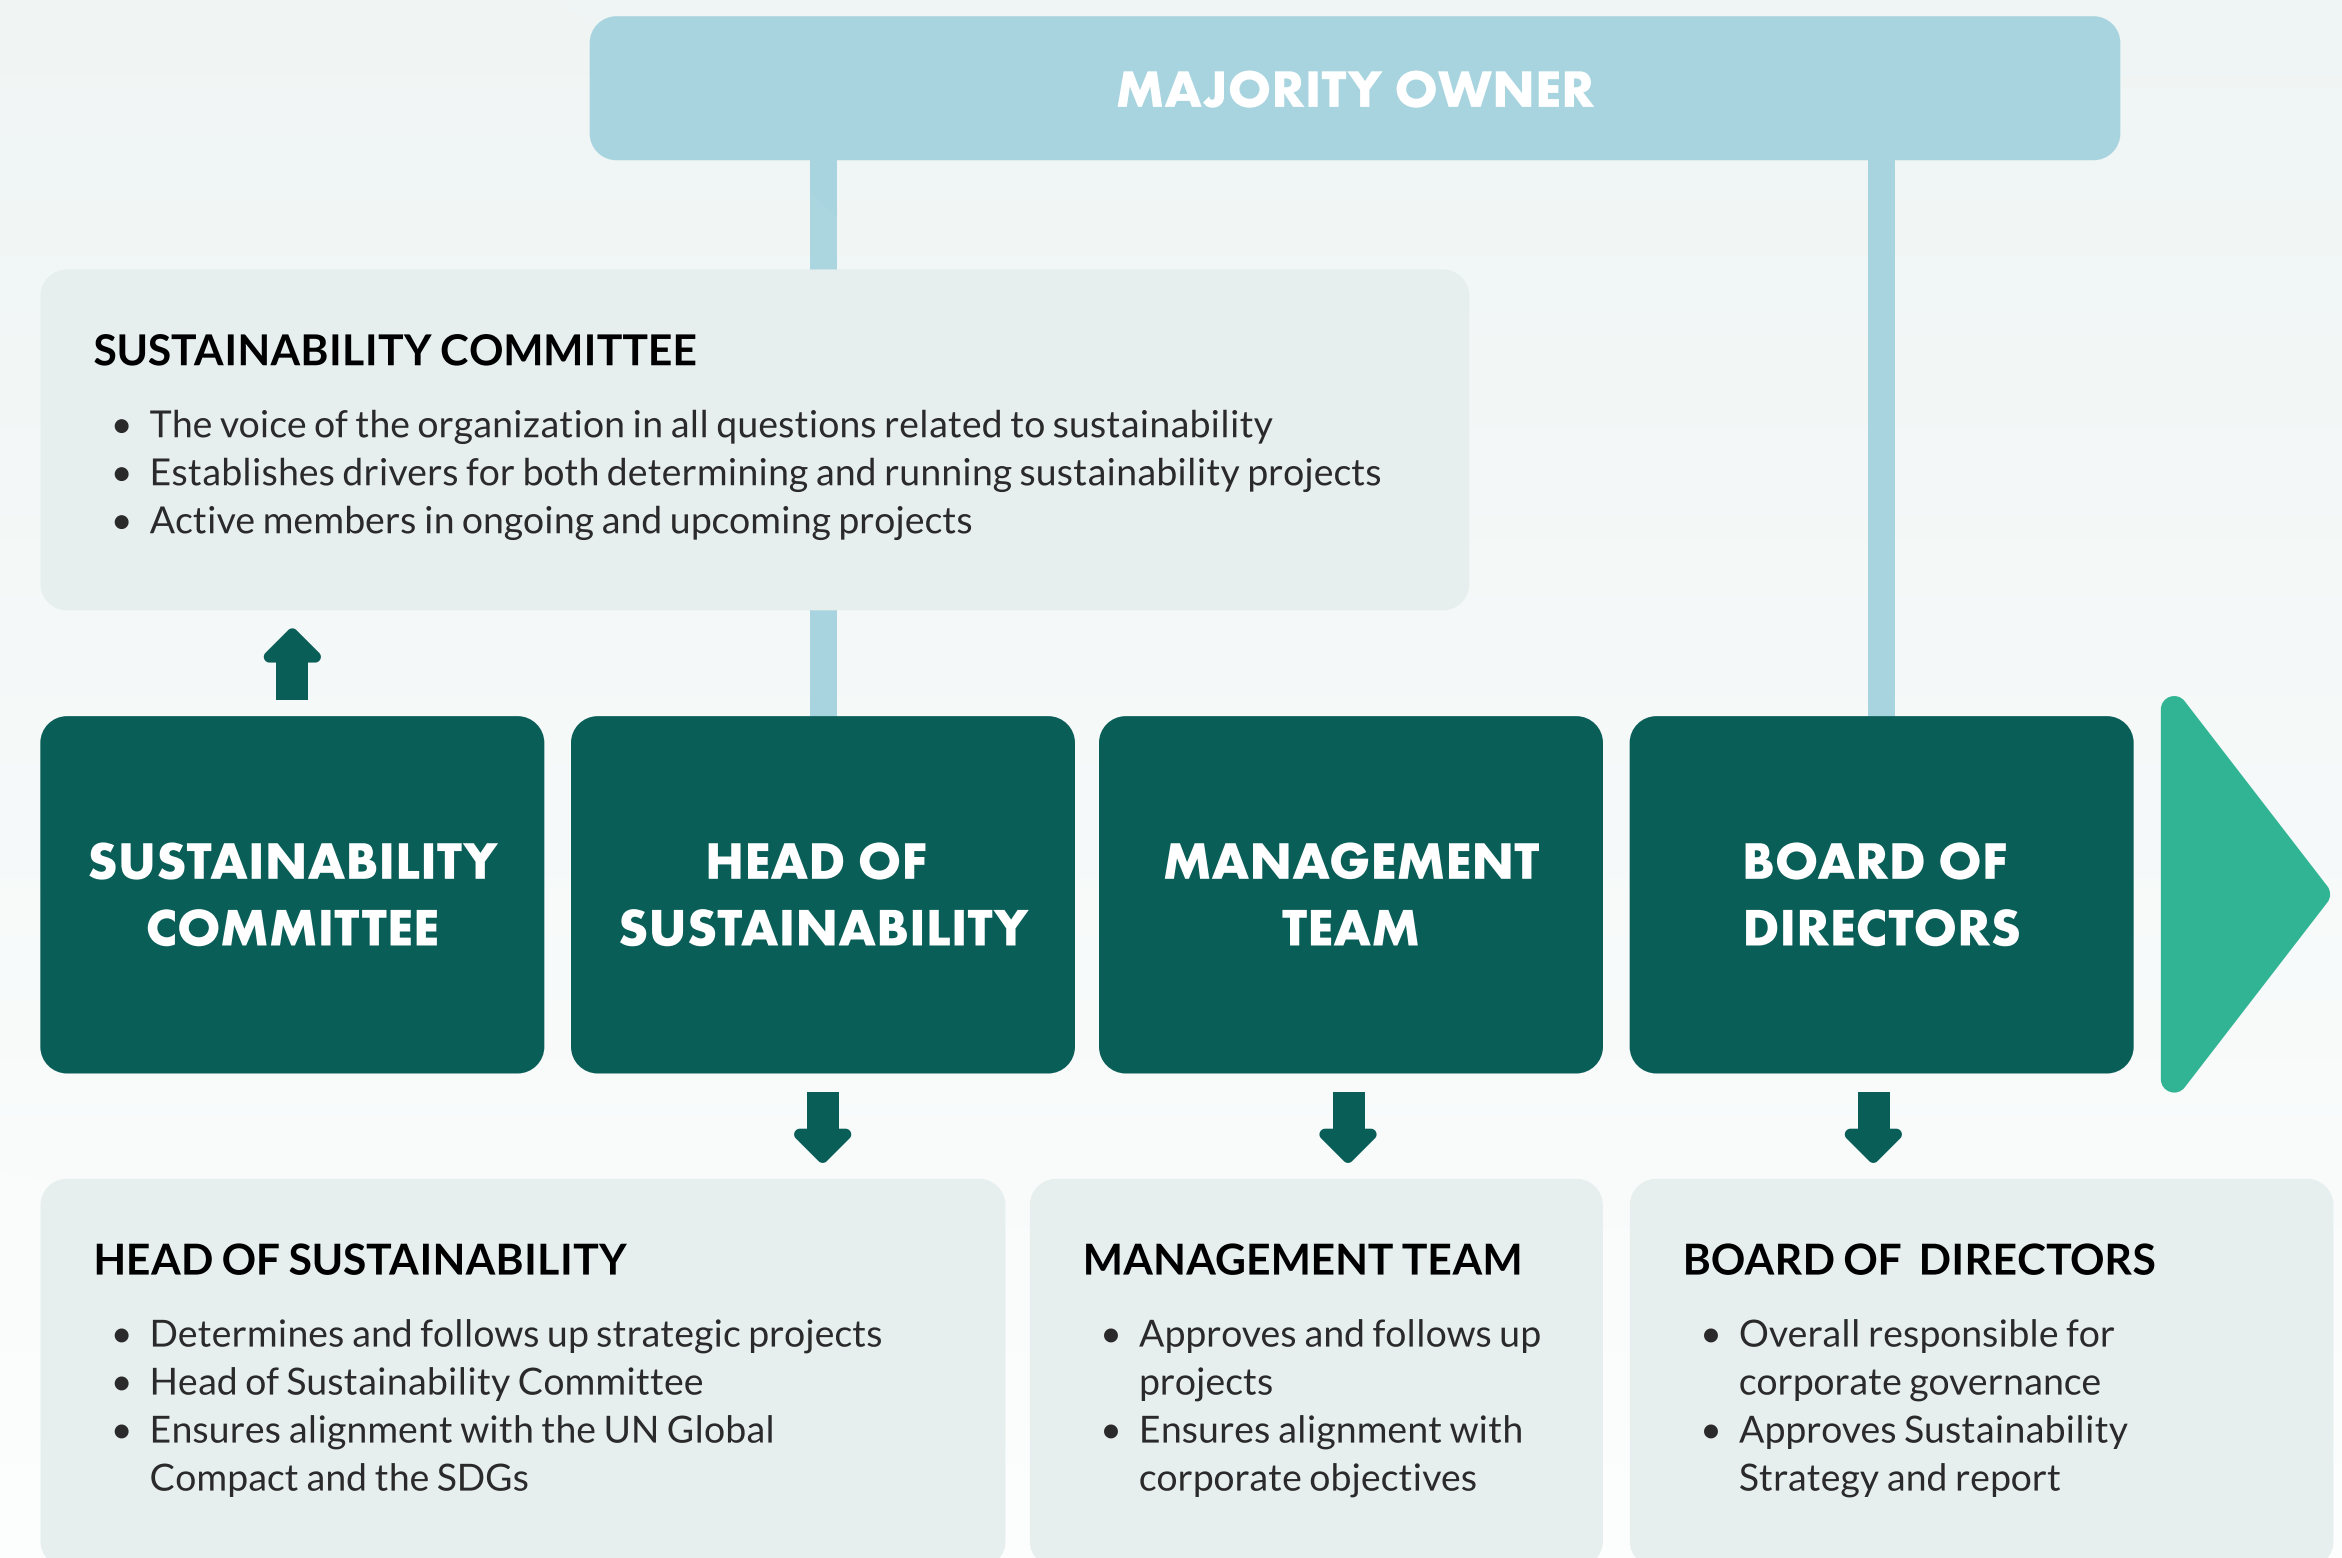 MAJORITY OWNER
SUSTAINABILITY COMMITTEE
• The voice of the organization in all questions related to sustainability
• Establishes drivers for both determining and running sustainability projects
• Active members in ongoing and upcoming projects
SUSTAINABILITY
COMMITTEE
HEAD OF
SUSTAINABILITY
MANAGEMENT
TEAM
BOARD OF
DIRECTORS
HEAD OF SUSTAINABILITY
• Determines and follows up strategic projects
• Head of Sustainability Committee
• Ensures alignment with the UN Global
Compact and the SDGs
MANAGEMENT TEAM
• Approves and follows up
projects
• Ensures alignment with
corporate objectives
BOARD OF  DIRECTORS
• Overall responsible for
corporate governance
• Approves Sustainability
Strategy and report